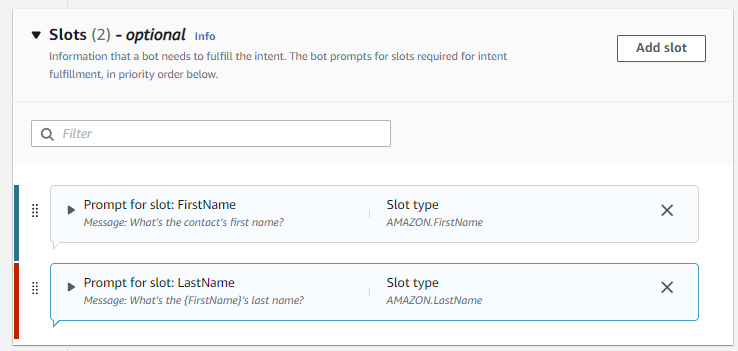 Slots (2) - optional Info
Information that a bot needs to fulfill the intent. The bot prompts for slots required for intent
fulfillment, in priority order below.
Add slot
Filter
Prompt for slot: FirstName
Message: What's the contact's first name?
Slot type
AMAZON.FirstName
Prompt for slot: LastName
Message: What's the {FirstName}'s last name?
Slot type
AMAZON.LastName